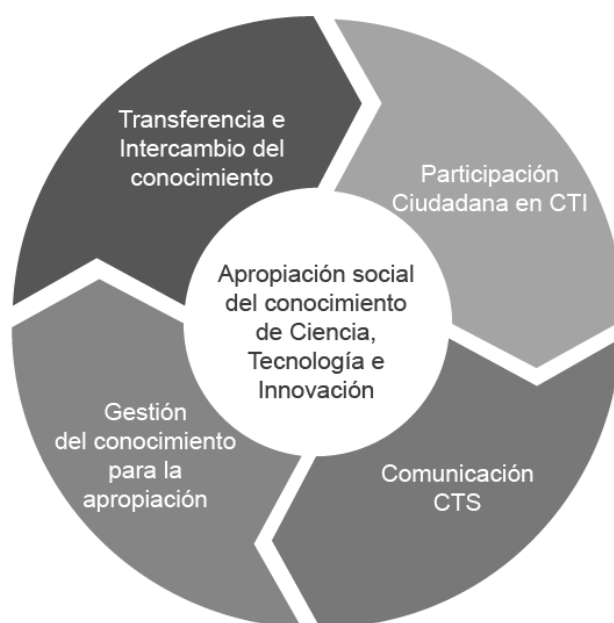 Transferencia e
Intercambio del
conocimiento
Participación
Ciudadana en CTI
Apropiación social
del conocimiento
de Ciencia,
Tecnología e
Innovación
Gestión
del conocimiento
para la
apropiación
Comunicación
CTS